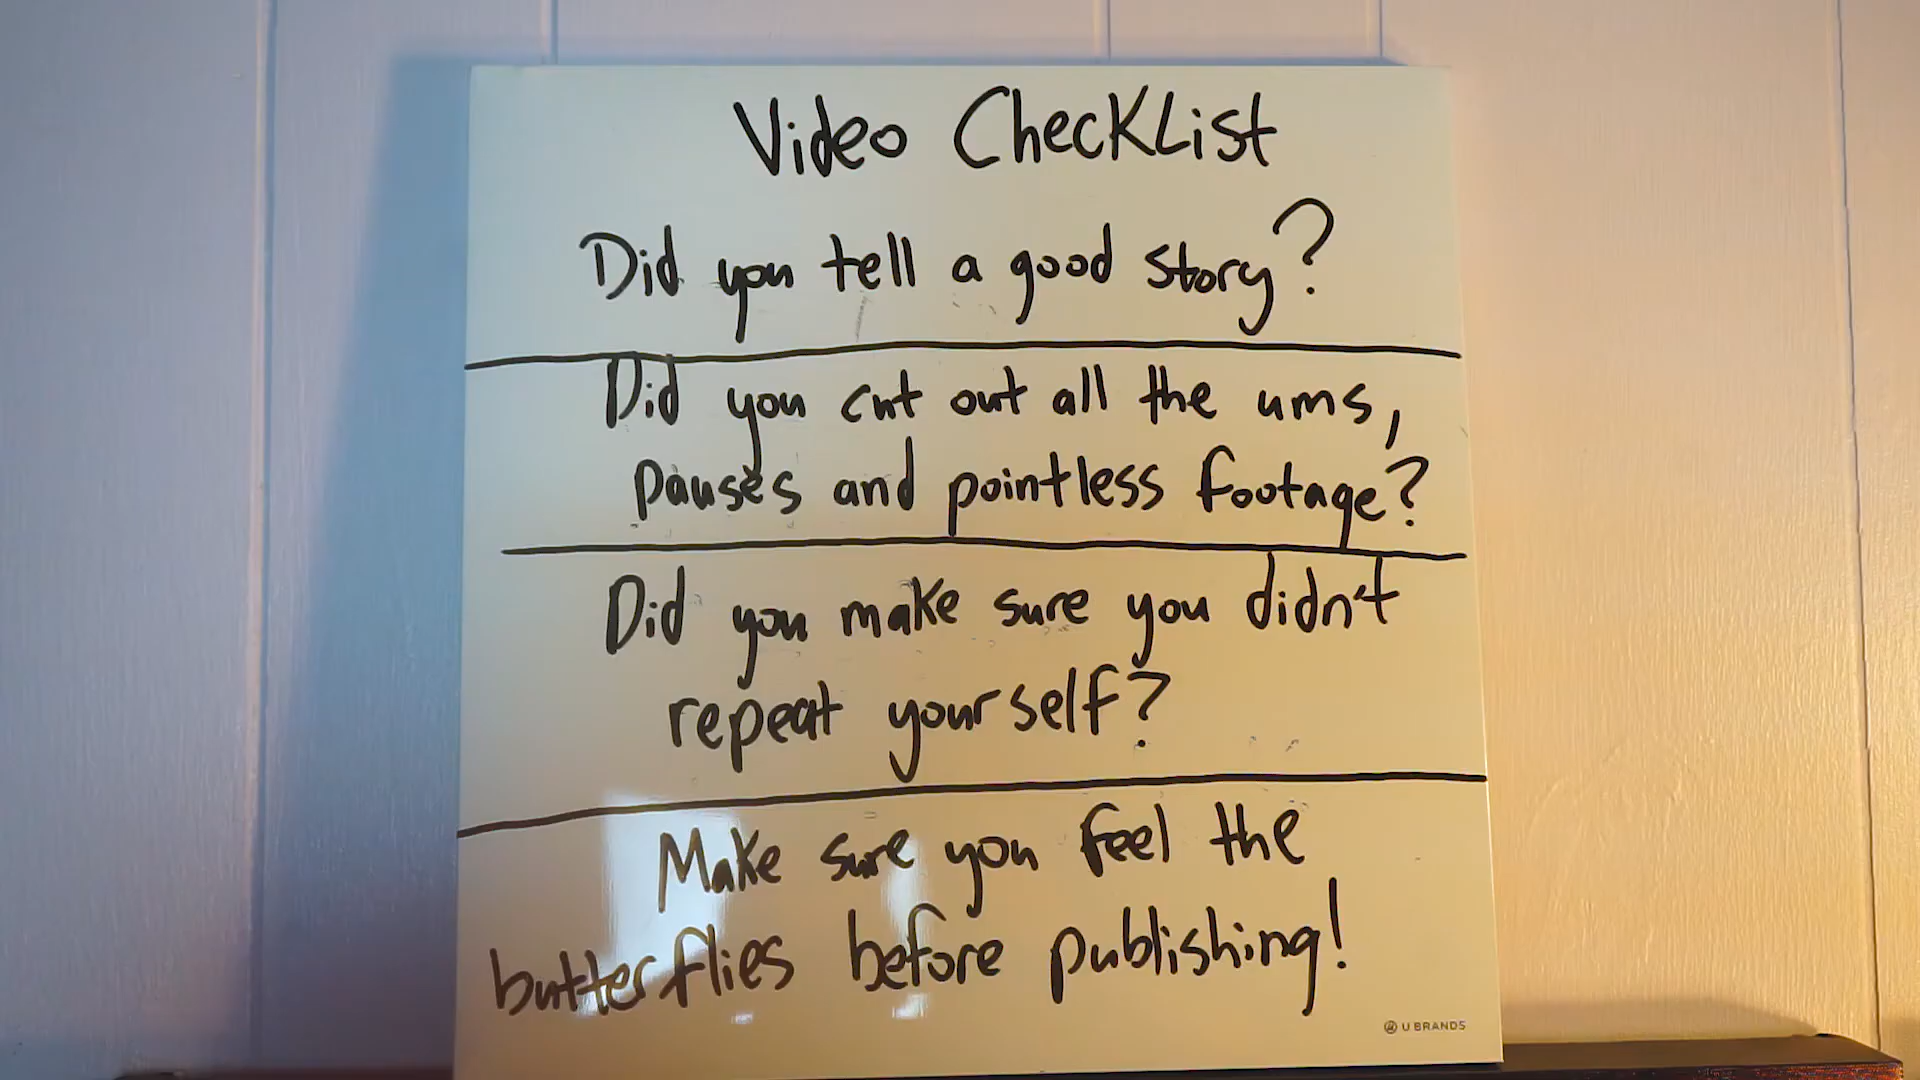 Video CheckList
Did you tell a good story?
Did you cut out all the ums,
pauses and pointless footage?
Did you make sure you didn't
repeat yourself?
Make sure you feel the
butterflies before publishing!
U BRANDS